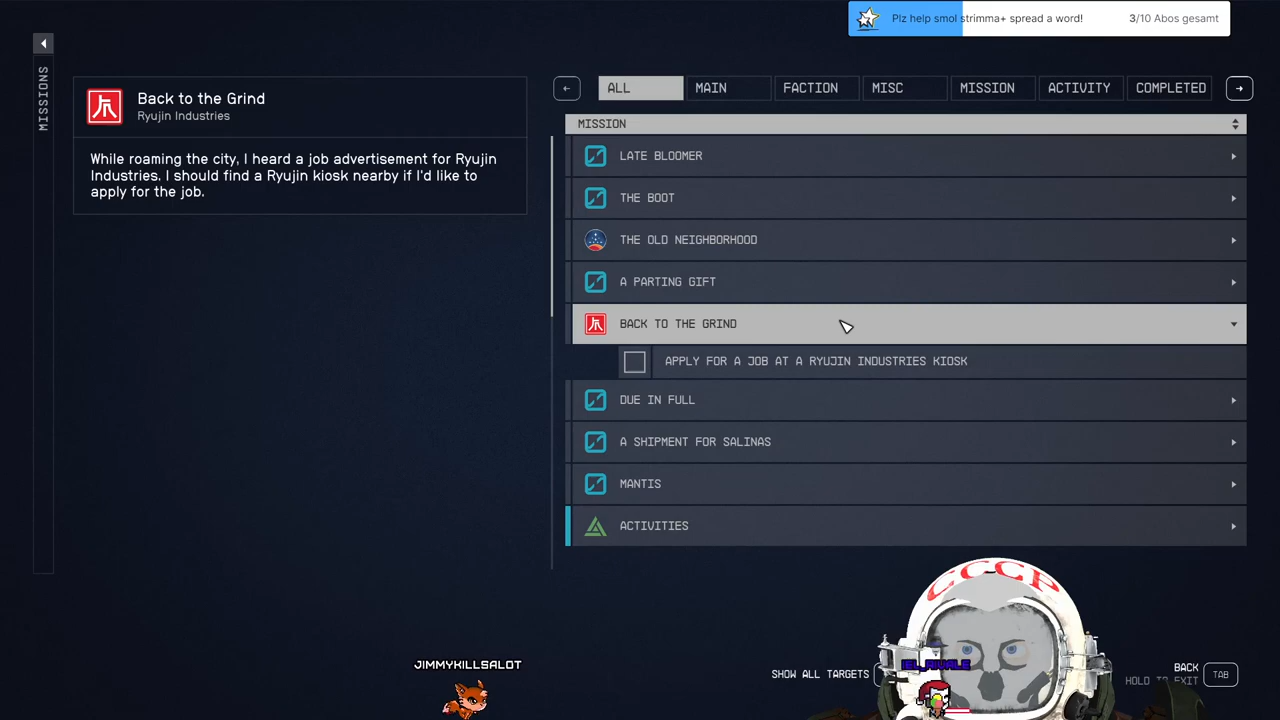 Plz help smol strimma+ spread a word!
3/10 Abos gesamt
MISSIONS
Back to the Grind
Ryujin Industries
While roaming the city, I heard a job advertisement for Ryujin
Industries. I should find a Ryujin kiosk nearby if I'd like to
apply for the job.
ALL
MAIN
FACTION
MISC
MISSION
ACTIVITY
COMPLETED
MISSION
LATE BLOOMER
THE BOOT
THE OLD NEIGHBORHOOD
A PARTING GIFT
BACK TO THE GRIND
APPLY FOR A JOB AT A RYUJIN INDUSTRIES KIOSK
DUE IN FULL
A SHIPMENT FOR SALINAS
MANTIS
ACTIVITIES
CCCP
JIMMYKILLSALOT
SHOW ALL TARGETS
BACK
HOLD TO EXIT
TAB